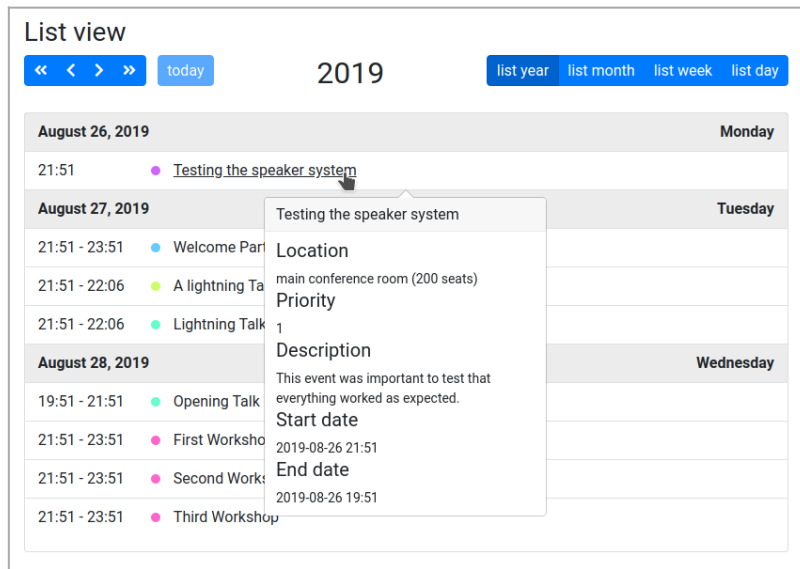 List view
today
2019
list year list month list week list day
August 26, 2019 Monday
21:51 Testing the speaker system
August 27, 2019 Tuesday
21:51 - 23:51 Welcome
21:51 - 22:06 A lightning
21:51 - 22:06 Lightning Talk
August 28, 2019 Wednesday
19:51 - 21:51 Opening Talk
21:51 - 23:51 First
21:51 - 23:51 Second
21:51 - 23:51 Third Workshop
Testing the speaker system
Location
main conference room (200 seats)
Priority
1
Description
This event was important to test that
everything worked as expected.
Start date
2019-08-26 21:51
End date
2019-08-26 19:51